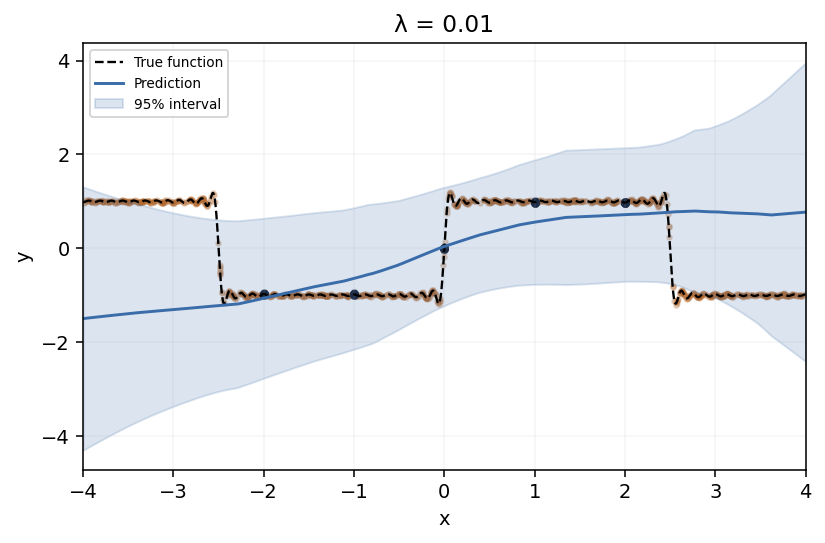 λ = 0.01
True function
Prediction
95% interval
y
4
2
0
−2
−4
−4 −3 −2 −1 0 1 2 3 4
x